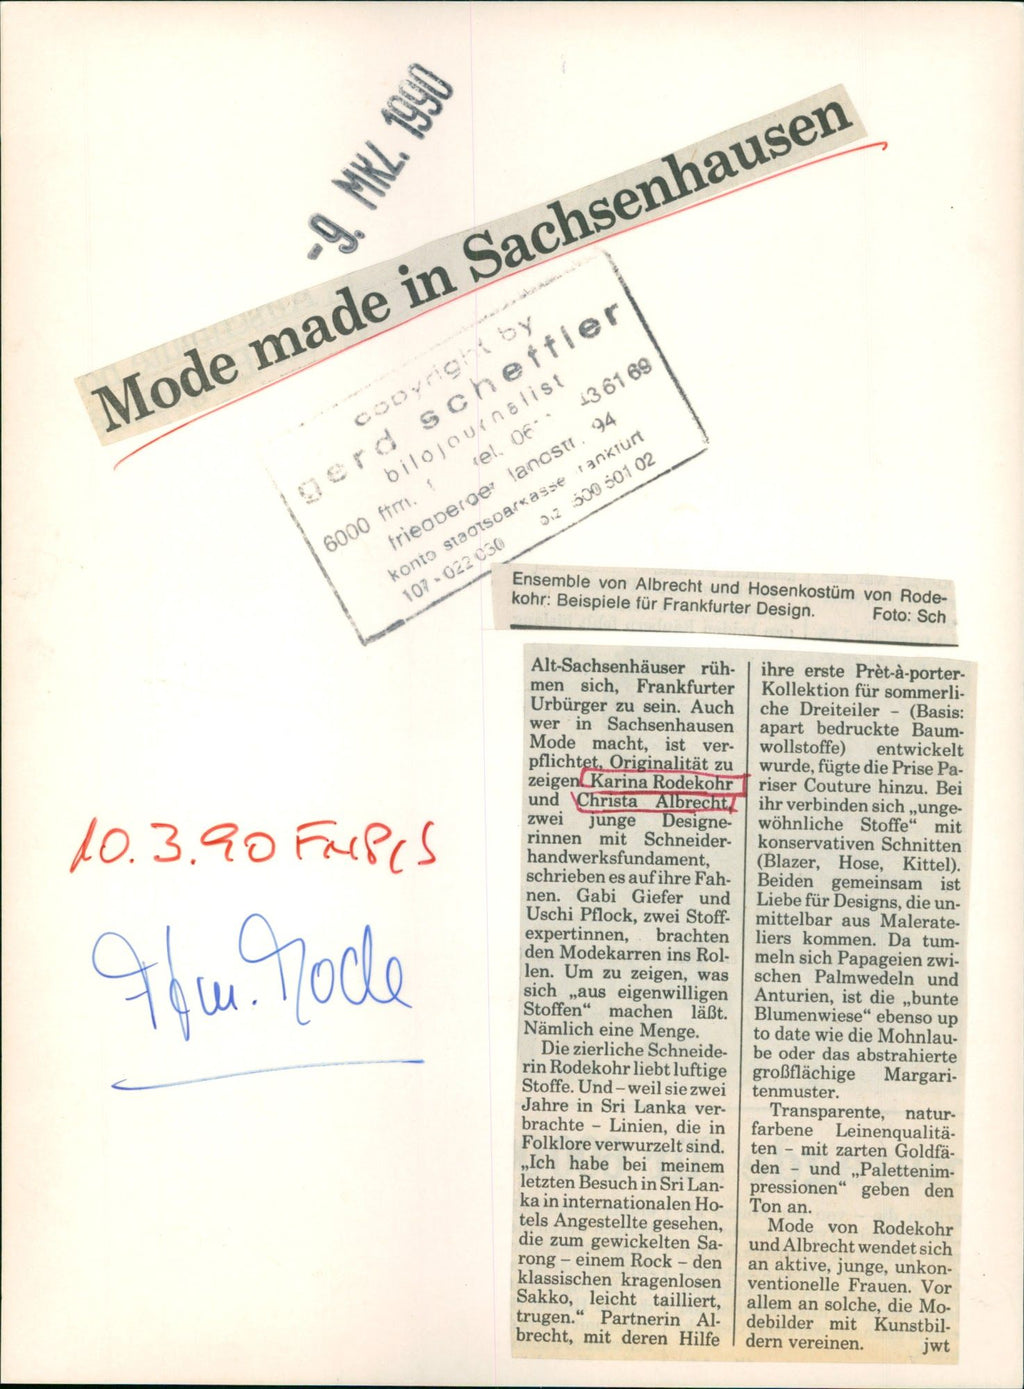 -9. MRZ. 1990
Mode made in Sachsenhausen
copyright by
gerd scheffler
bildjournalist
6000 ffm. 1 tel. 06 43 61 69
friedberger landstr. 94
konto stadtsparkasse frankfurt
107-022 030 blz 500 501 02
Ensemble von Albrecht und Hosenkostüm von Rode-
kohr: Beispiele für Frankfurter Design. Foto: Sch
Alt-Sachsenhäuser rüh-
men sich, Frankfurter
Urbürger zu sein. Auch
wer in Sachsenhausen
Mode macht, ist ver-
pflichtet, Originalität zu
zeigen. Karina Rodekohr
und Christa Albrecht,
zwei junge Designe-
rinnen mit Schneider-
handwerksfundament,
schrieben es auf ihre Fah-
nen. Gabi Giefer und
Uschi Pflock, zwei Stoff-
expertinnen, brachten
den Modekarren ins Rol-
len. Um zu zeigen, was
sich „aus eigenwilligen
Stoffen“ machen läßt.
Nämlich eine Menge.
Die zierliche Schneide-
rin Rodekohr liebt luftige
Stoffe. Und – weil sie zwei
Jahre in Sri Lanka ver-
brachte – Linien, die in
Folklore verwurzelt sind.
„Ich habe bei meinem
letzten Besuch in Sri Lan-
ka in internationalen Ho-
tels Angestellte gesehen,
die zum gewickelten Sa-
rong – einem Rock – den
klassischen kragenlosen
Sakko, leicht tailliert,
trugen.“ Partnerin Al-
brecht, mit deren Hilfe
ihre erste Prèt-à-porter-
Kollektion für sommerli-
che Dreiteiler – (Basis:
apart bedruckte Baum-
wollstoffe) entwickelt
wurde, fügte die Prise Pa-
riser Couture hinzu. Bei
ihr verbinden sich „unge-
wöhnliche Stoffe“ mit
konservativen Schnitten
(Blazer, Hose, Kittel).
Beiden gemeinsam ist
Liebe für Designs, die un-
mittelbar aus Malerate-
liers kommen. Da tum-
meln sich Papageien zwi-
schen Palmwedeln und
Anturien, ist die „bunte
Blumenwiese“ ebenso up
to date wie die Mohnlau-
be oder das abstrahierte
großflächige Margari-
tenmuster.
Transparente, natur-
farbene Leinenqualitä-
ten – mit zarten Goldfä-
den – und „Palettenim-
pressionen“ geben den
Ton an.
Mode von Rodekohr
und Albrecht wendet sich
an aktive, junge, unkon-
ventionelle Frauen. Vor
allem an solche, die Mo-
debilder mit Kunstbil-
dern vereinen. jwt
10.3.90 FNP/S
Ffm. Mode